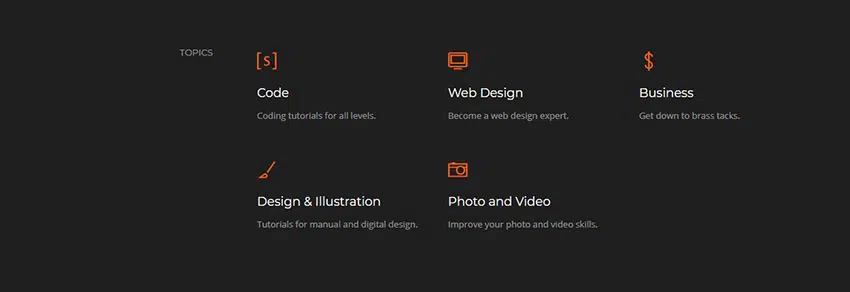 TOPICS
[s]
$
Code
Web Design
Business
Coding tutorials for all levels.
Become a web design expert.
Get down to brass tacks.
Design & Illustration
Photo and Video
Tutorials for manual and digital design.
Improve your photo and video skills.